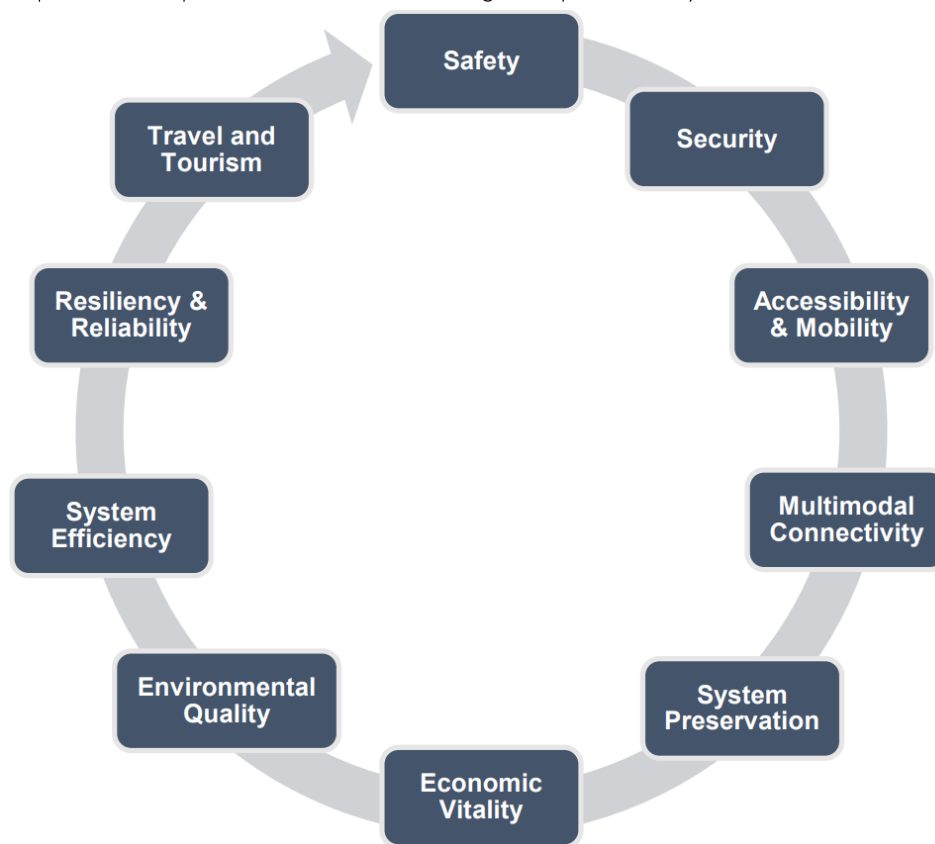 Safety
Security
Accessibility
& Mobility
Multimodal
Connectivity
System
Preservation
Economic
Vitality
Environmental
Quality
System
Efficiency
Resiliency &
Reliability
Travel and
Tourism